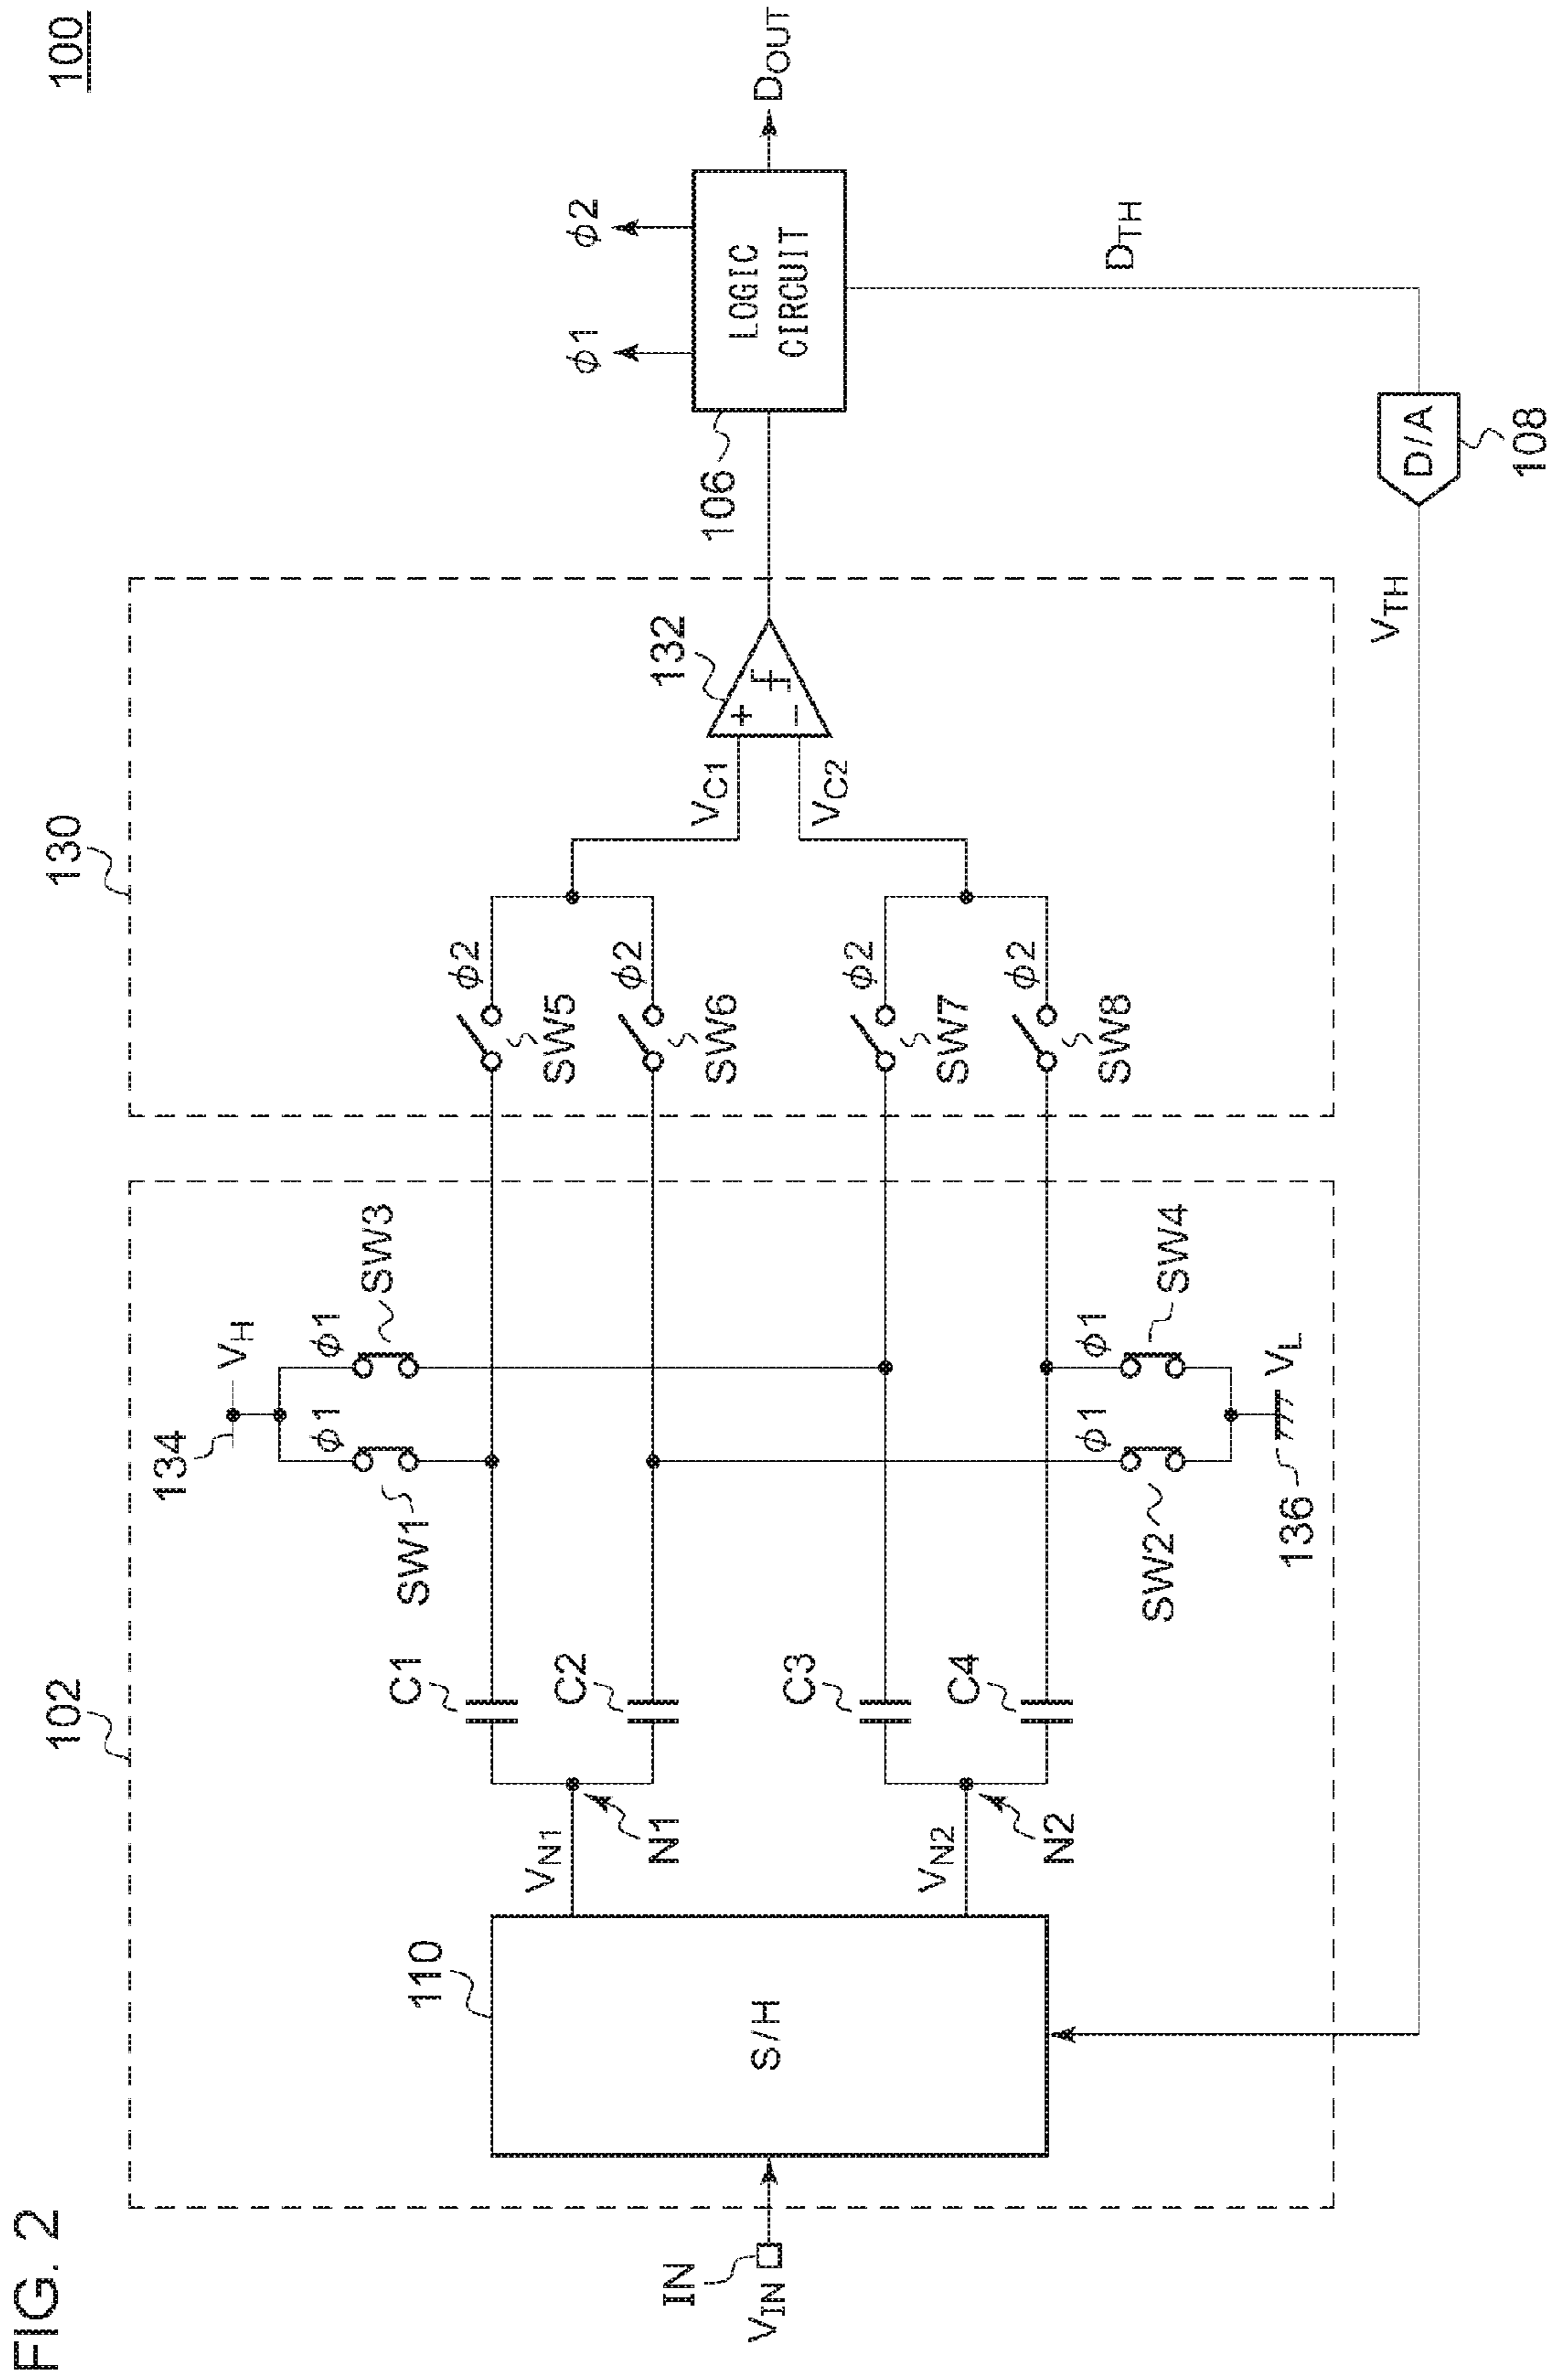 FIG. 2
100
102
130
134
VH
φ1
φ1
SW1
SW3
110
S/H
IN
VIN
VN1
N1
VN2
N2
C1
C2
C3
C4
φ1
φ1
SW2
SW4
136
VL
φ2
SW5
φ2
SW6
φ2
SW7
φ2
SW8
VC1
VC2
132
+
−
106
LOGIC
CIRCUIT
φ1
φ2
DOUT
DTH
D/A
108
VTH